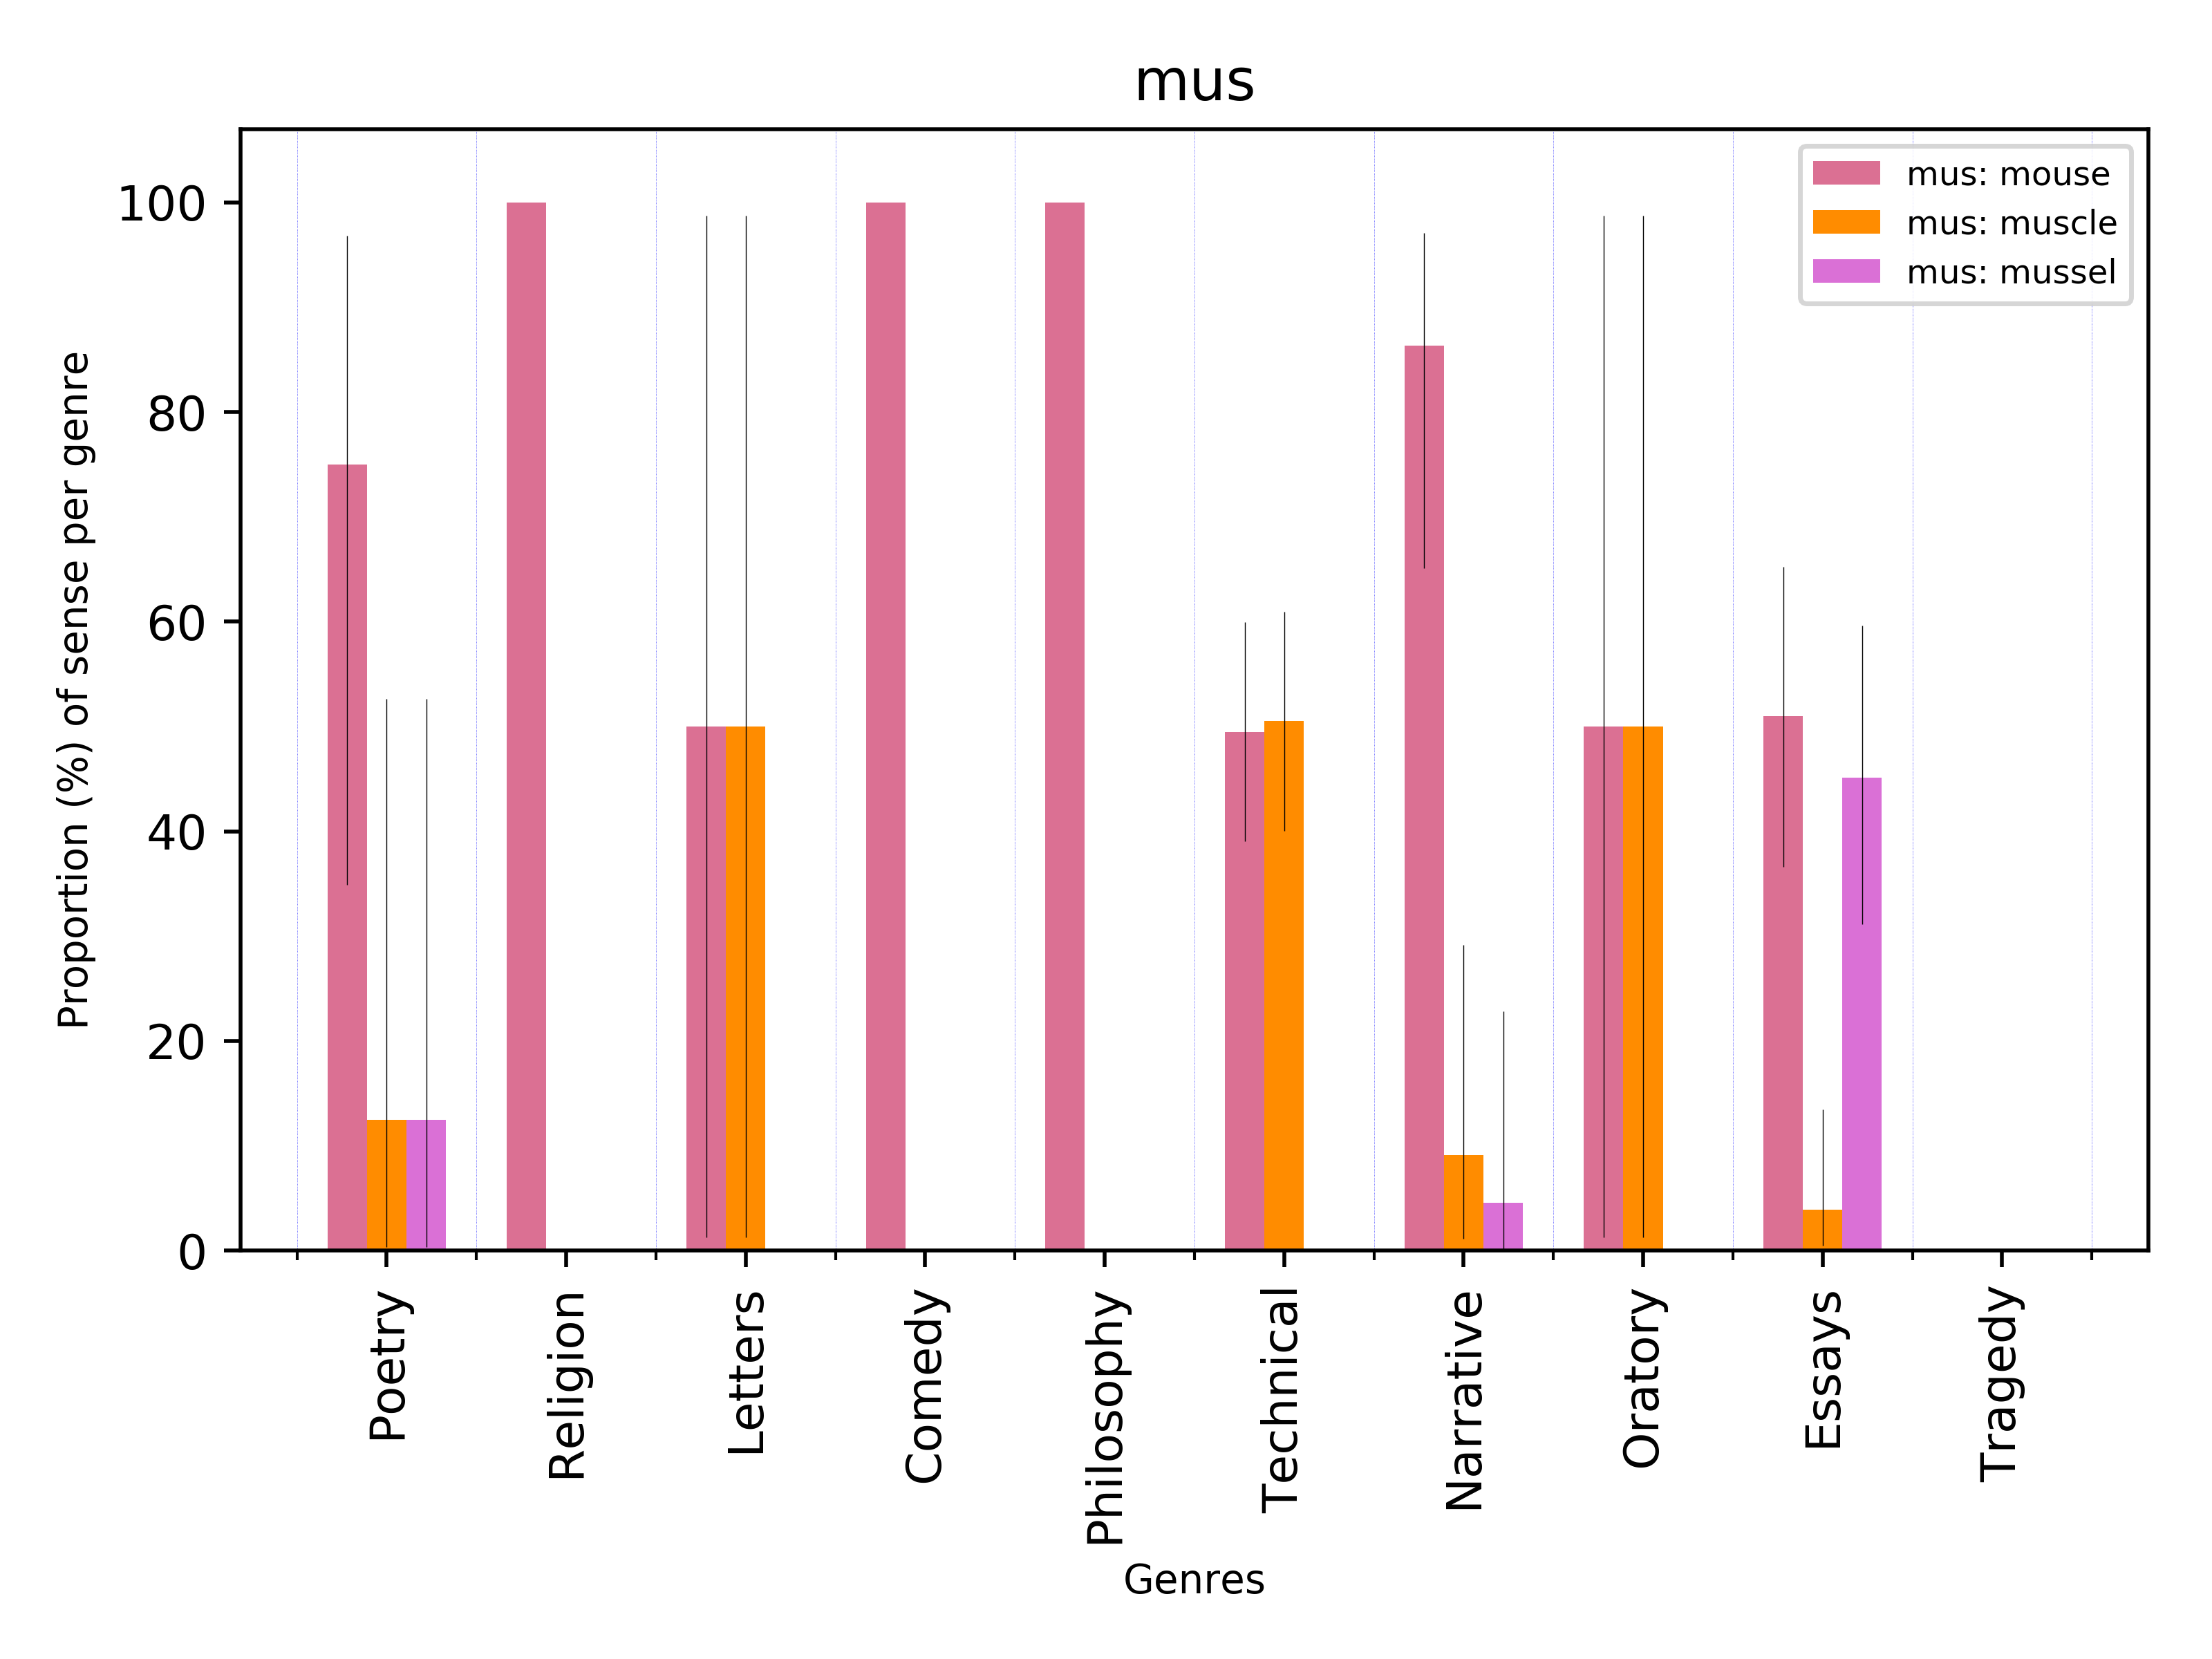 mus
mus: mouse
mus: muscle
mus: mussel
Proportion (%) of sense per genre
100
80
60
40
20
0
Poetry
Religion
Letters
Comedy
Philosophy
Technical
Narrative
Oratory
Essays
Tragedy
Genres